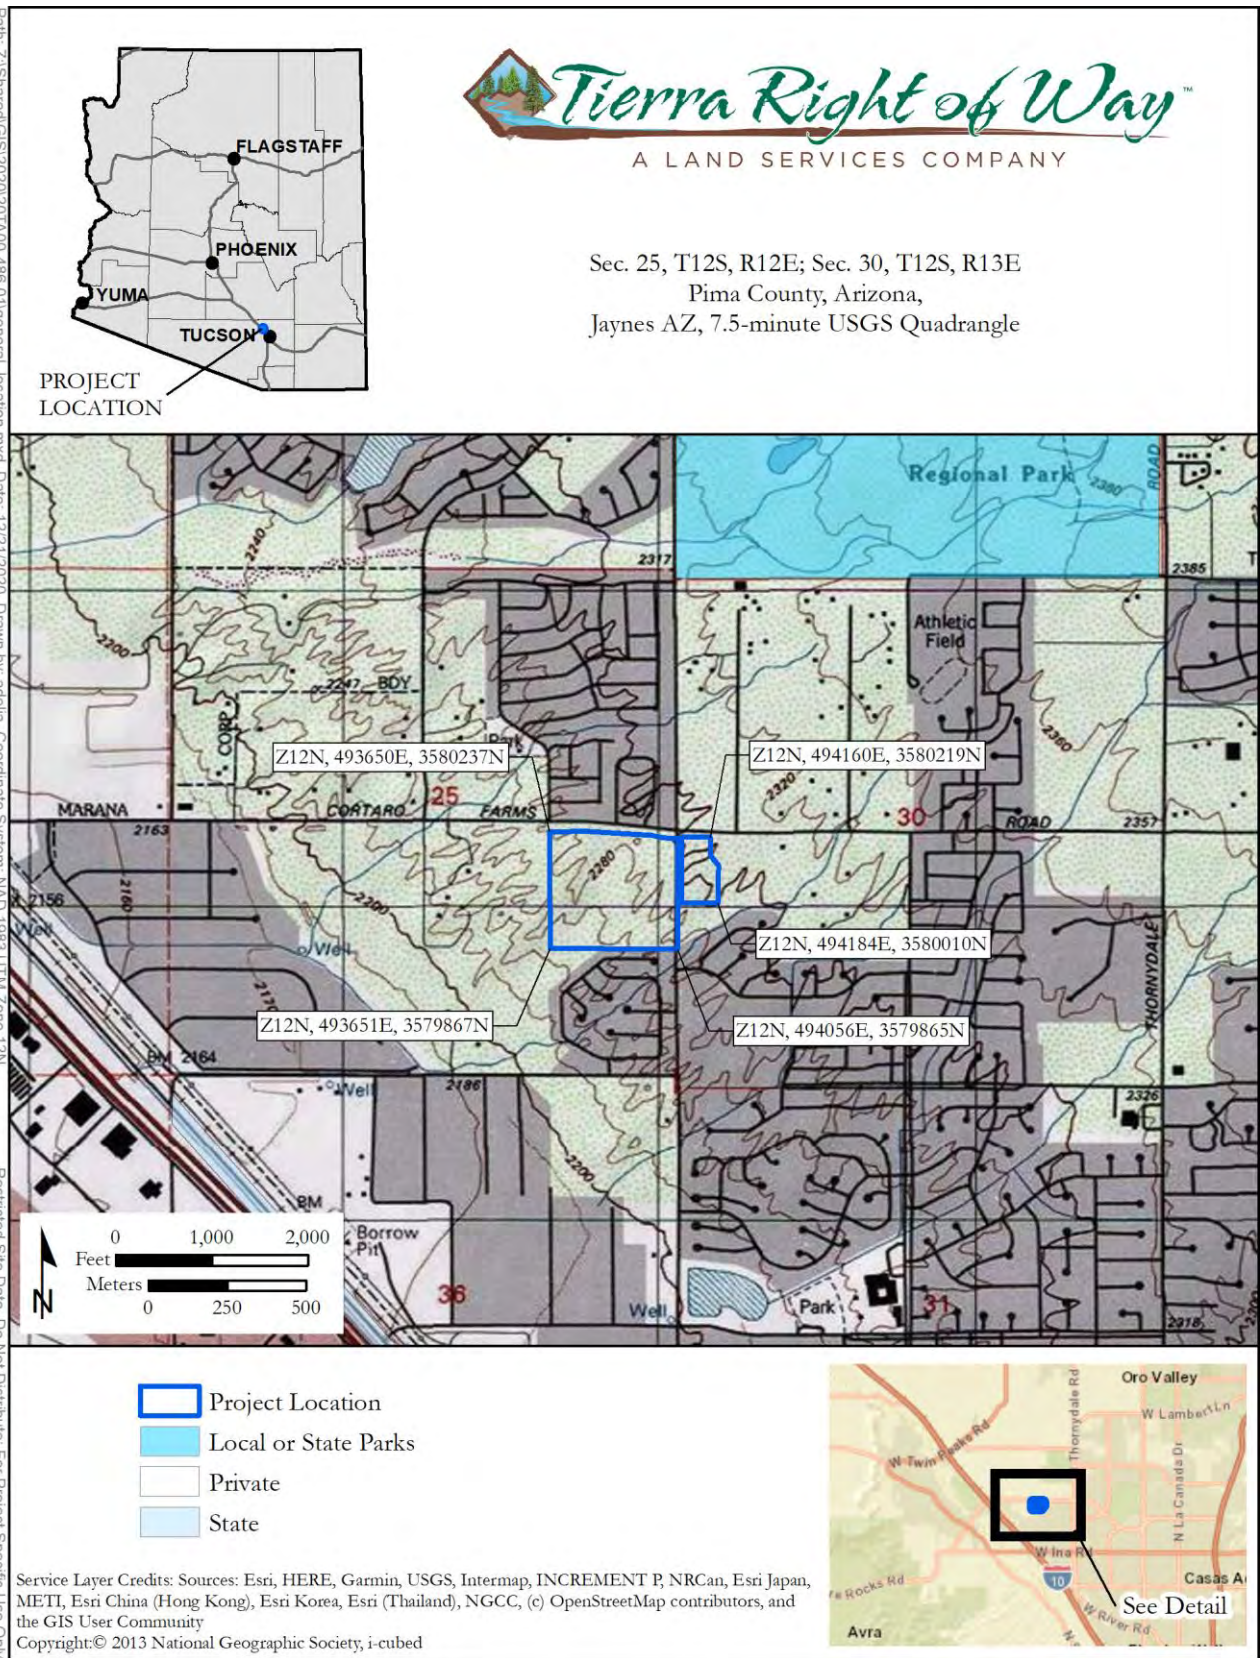 Tierra Right of Way™
A LAND SERVICES COMPANY
FLAGSTAFF
PHOENIX
YUMA
TUCSON
PROJECT
LOCATION
Sec. 25, T12S, R12E; Sec. 30, T12S, R13E
Pima County, Arizona,
Jaynes AZ, 7.5-minute USGS Quadrangle
Regional Park
2380
ROAD
2240
2317
2385
2200
Athletic
Field
2247
BDY
CORP
2360
Park
Z12N, 493650E, 3580237N
Z12N, 494160E, 3580219N
2320
MARANA
CORTARO
25
FARMS
30
ROAD
2163
2357
2280
2160
2156
2200
Well
Well
Z12N, 494184E, 3580010N
THORNYDALE
2170
Z12N, 493651E, 3579867N
Z12N, 494056E, 3579865N
BM 2164
Well
2186
2326
2200
BM
Borrow
Pit
0 1,000 2,000
Feet
Meters
0 250 500
N
36
Well
Park
31
2318
Project Location
Local or State Parks
Private
State
Oro Valley
W Lambert Ln
Thornydale Rd
W Twin Peaks Rd
N La Canada Dr
W Ina Rd
10
Casas A
e Rocks Rd
W River Rd
Avra
See Detail
Service Layer Credits: Sources: Esri, HERE, Garmin, USGS, Intermap, INCREMENT P, NRCan, Esri Japan,
METI, Esri China (Hong Kong), Esri Korea, Esri (Thailand), NGCC, (c) OpenStreetMap contributors, and
the GIS User Community
Copyright:© 2013 National Geographic Society, i-cubed